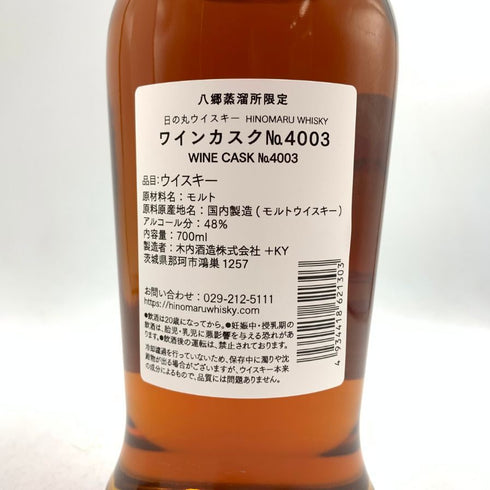 八郷蒸溜所限定
日の丸ウイスキー HINOMARU WHISKY
ワインカスク№4003
WINE CASK №4003
品目：ウイスキー
原材料名：モルト
原料原産地名：国内製造（モルトウイスキー）
アルコール分：48%
内容量：700ml
製造者：木内酒造株式会社 +KY
茨城県那珂市鴻巣 1257
お問い合わせ：029-212-5111
https://hinomaruwhisky.com/
●飲酒は20歳になってから。●妊娠中・授乳期の
飲酒は、胎児・乳児に悪影響を与える恐れがあり
ます。●飲酒後の運転は、禁じられています。
冷却濾過を行っていないため、保存中に濁りや沈
殿物が出る場合がございますが、ウイスキー本来
の成分によるもので、品質には問題ありません。
4 934418 621303